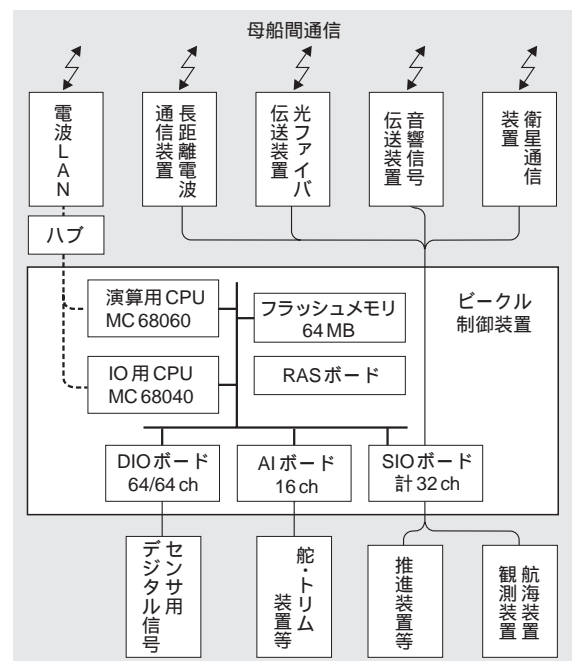 母船間通信
電波LAN
長距離電波
通信装置
光ファイバ
伝送装置
音響信号
伝送装置
衛星通信
装置
ハブ
演算用CPU
MC 68060
フラッシュメモリ
64 MB
ビークル
制御装置
IO用CPU
MC 68040
RASボード
DIOボード
64/64 ch
AIボード
16 ch
SIOボード
計32 ch
センサ用
デジタル信号
舵・トリム
装置等
推進装置等
航海装置
観測装置